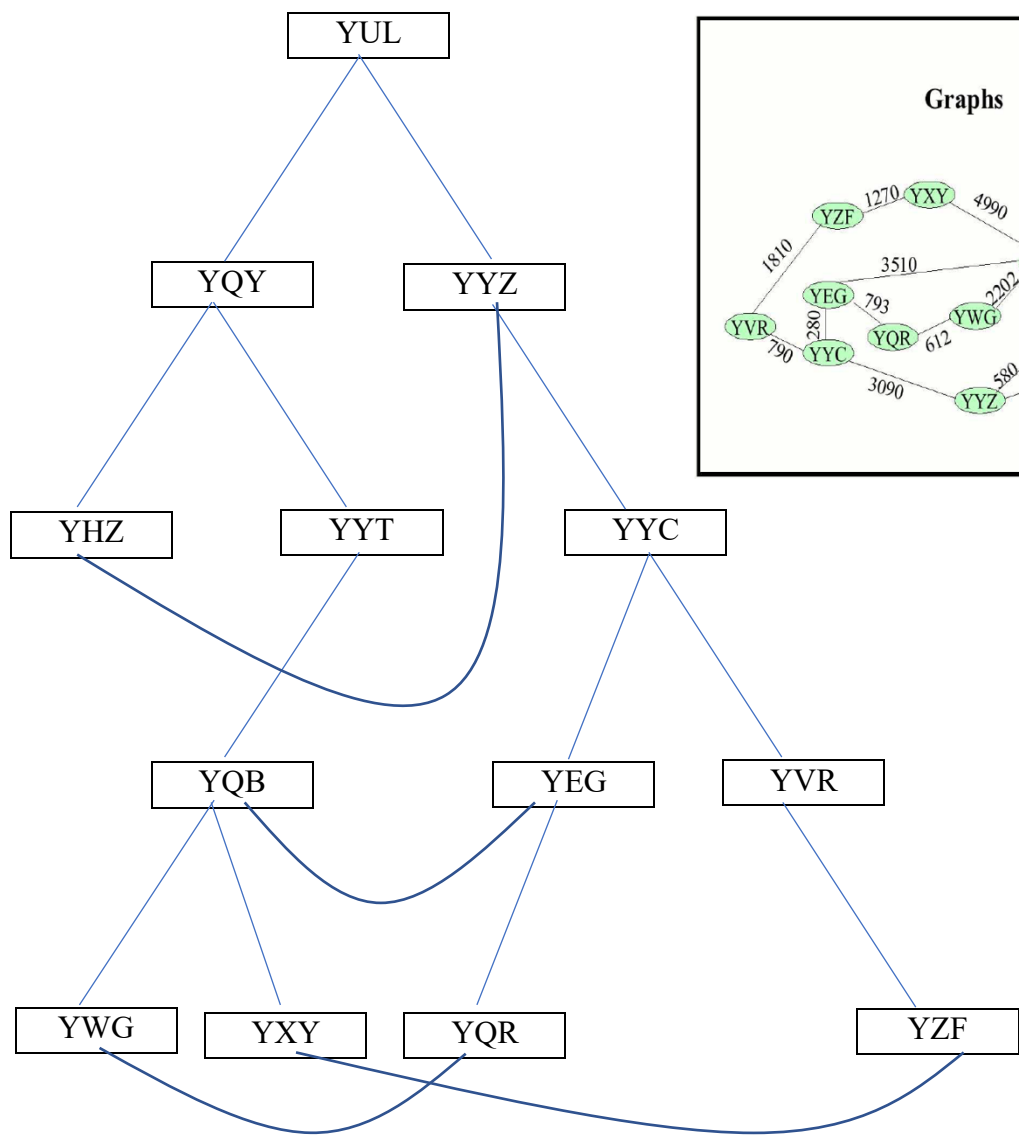 YUL
YQY
YYZ
YHZ
YYT
YYC
YQB
YEG
YVR
YWG
YXY
YQR
YZF
Graphs
1270
YXY
4990
YZF
1810
3510
YEG
793
2202
YWG
YVR
280
YQR
612
790
YYC
3090
580
YYZ